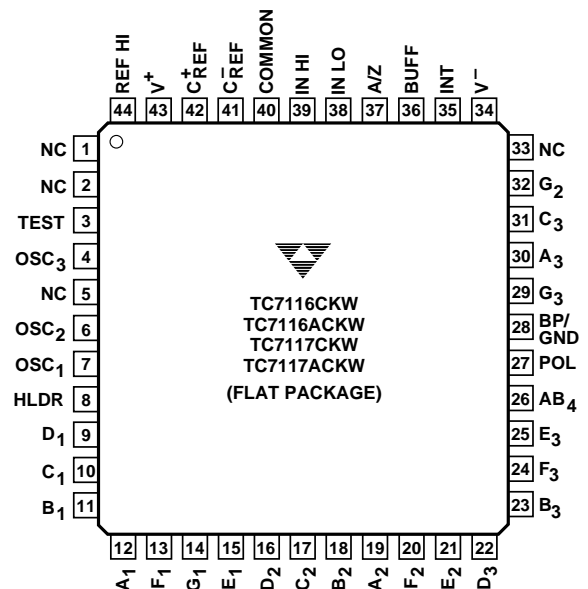 REF HI V⁺ C⁺REF C⁻REF COMMON IN HI IN LO A/Z BUFF INT V⁻
44 43 42 41 40 39 38 37 36 35 34
NC 1
NC 2
TEST 3
OSC₃ 4
NC 5
OSC₂ 6
OSC₁ 7
HLDR 8
D₁ 9
C₁ 10
B₁ 11
TC7116CKW
TC7116ACKW
TC7117CKW
TC7117ACKW
(FLAT PACKAGE)
33 NC
32 G₂
31 C₃
30 A₃
29 G₃
28 BP/
GND
27 POL
26 AB₄
25 E₃
24 F₃
23 B₃
12 13 14 15 16 17 18 19 20 21 22
A₁ F₁ G₁ E₁ D₂ C₂ B₂ A₂ F₂ E₂ D₃